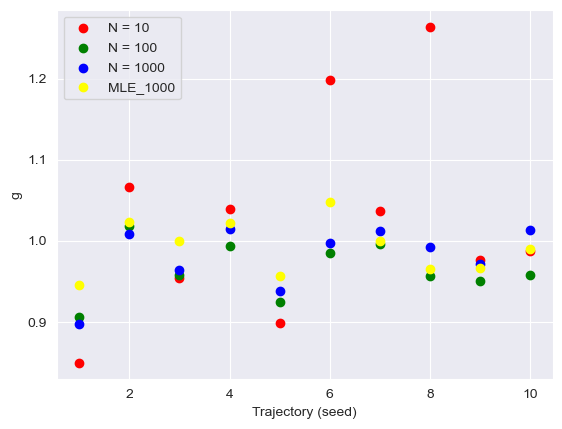 N = 10
N = 100
N = 1000
MLE_1000
1.2
1.1
1.0
0.9
g
2 4 6 8 10
Trajectory (seed)